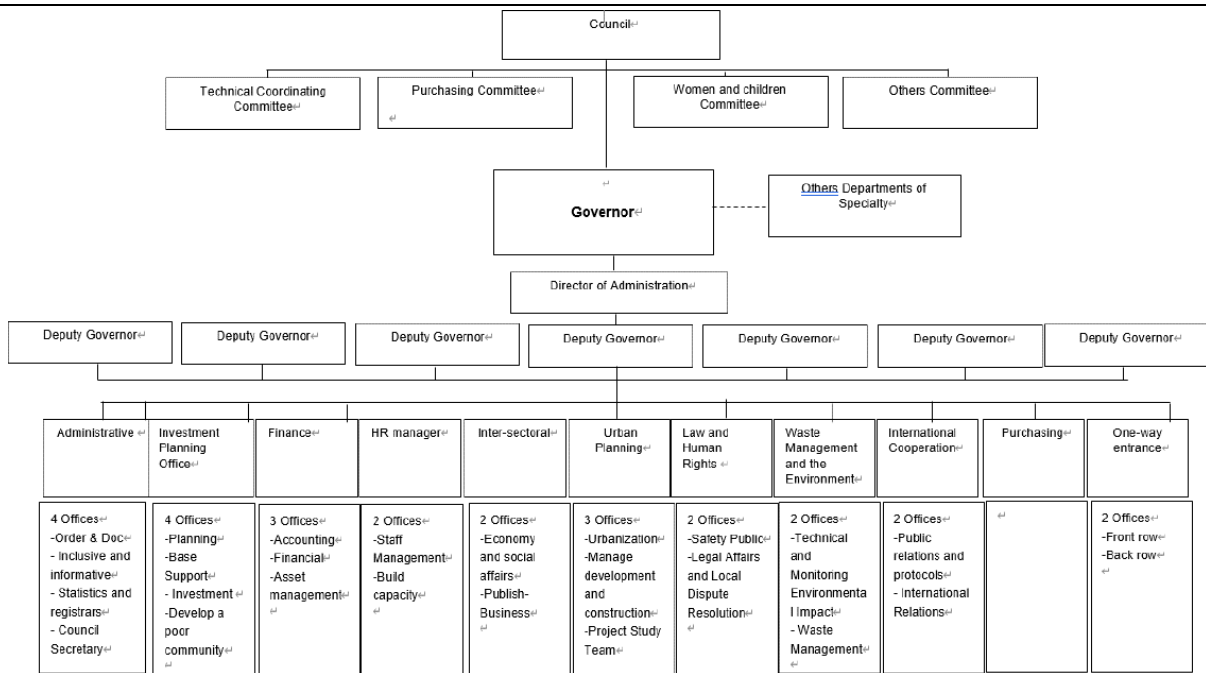 Council
Technical Coordinating
Committee
Purchasing Committee
Women and children
Committee
Others Committee
Governor
Others Departments of
Specialty
Director of Administration
Deputy Governor
Deputy Governor
Deputy Governor
Deputy Governor
Deputy Governor
Deputy Governor
Deputy Governor
Administrative
Investment
Planning
Office
Finance
HR manager
Inter-sectoral
Urban
Planning
Law and
Human
Rights
Waste
Management
and the
Environment
International
Cooperation
Purchasing
One-way
entrance
4 Offices
-Order & Doc
- Inclusive and
informative
- Statistics and
registrars
- Council
Secretary
4 Offices
-Planning
-Base
Support
- Investment
-Develop a
poor
community
3 Offices
-Accounting
-Financial
-Asset
management
2 Offices
-Staff
Management
-Build
capacity
2 Offices
-Economy
and social
affairs
-Publish-
Business
3 Offices
-Urbanization
-Manage
development
and
construction
-Project Study
Team
2 Offices
-Safety Public
-Legal Affairs
and Local
Dispute
Resolution
2 Offices
-Technical
and
Monitoring
Environmenta
l Impact
- Waste
Management
2 Offices
-Public
relations and
protocols
- International
Relations
2 Offices
-Front row
-Back row